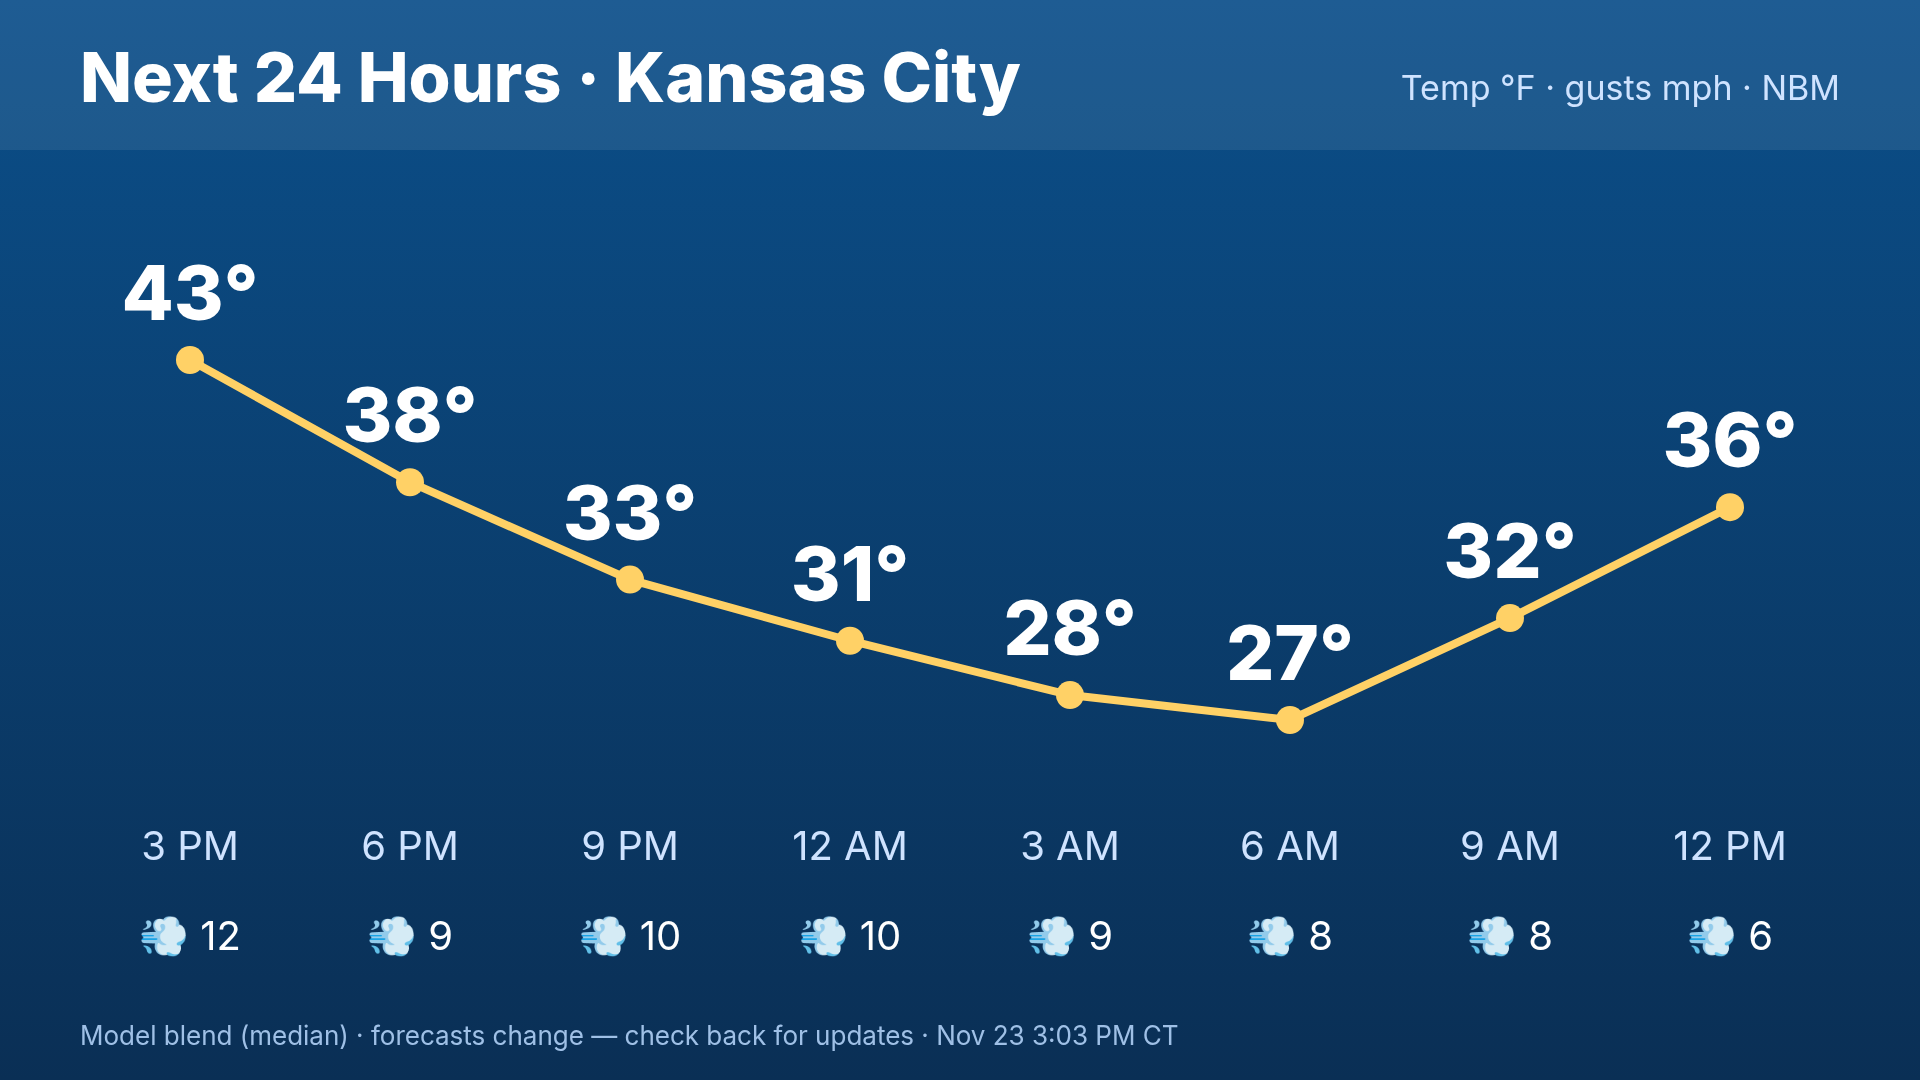 Next 24 Hours · Kansas City
Temp °F · gusts mph · NBM
43°
38°
33°
31°
28°
27°
32°
36°
3 PM
6 PM
9 PM
12 AM
3 AM
6 AM
9 AM
12 PM
💨 12
💨 9
💨 10
💨 10
💨 9
💨 8
💨 8
💨 6
Model blend (median) · forecasts change — check back for updates · Nov 23 3:03 PM CT